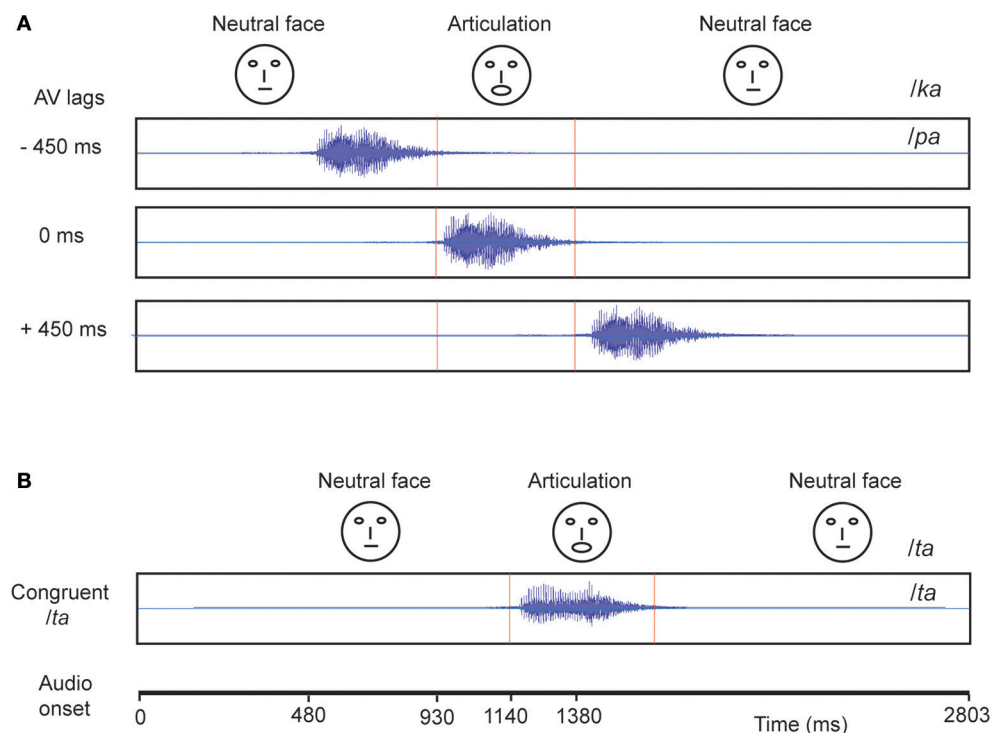 A
Neutral face Articulation Neutral face
AV lags
/ka
- 450 ms
/pa
0 ms
+ 450 ms
B
Neutral face Articulation Neutral face
/ta
Congruent
/ta
/ta
Audio
onset
0 480 930 1140 1380 Time (ms) 2803